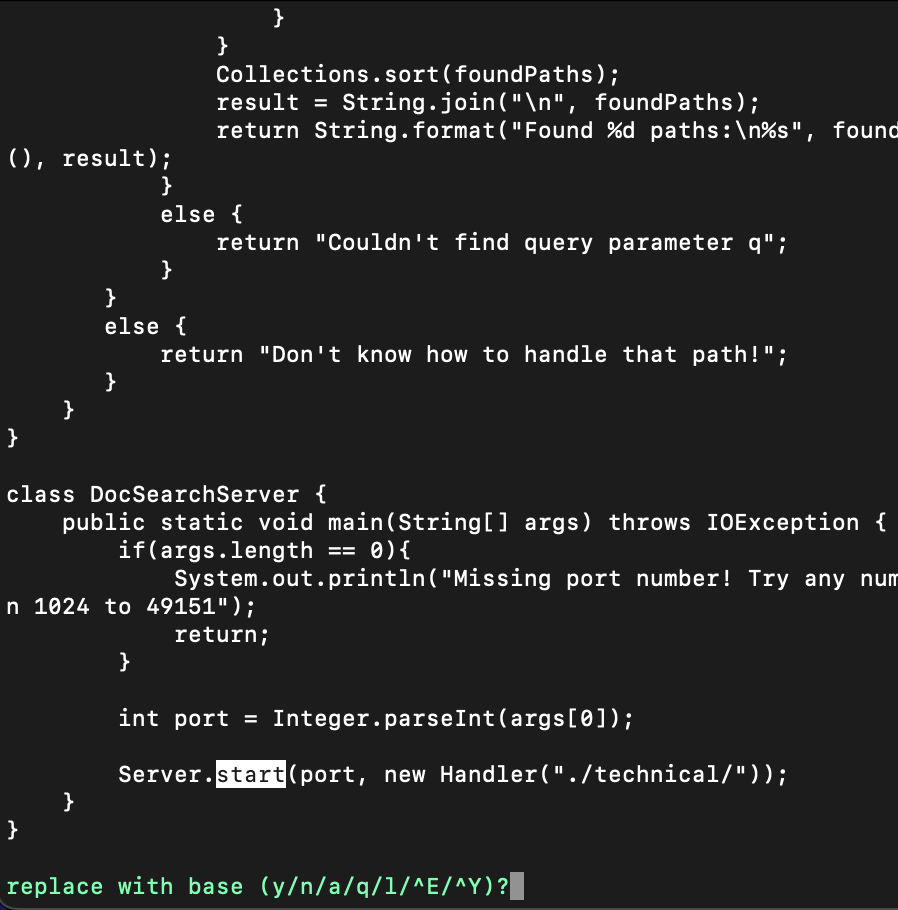 }
}
Collections.sort(foundPaths);
result = String.join("\n", foundPaths);
return String.format("Found %d paths:\n%s", found
(), result);
}
else {
return "Couldn't find query parameter q";
}
}
else {
return "Don't know how to handle that path!";
}
}
}
class DocSearchServer {
public static void main(String[] args) throws IOException {
if(args.length == 0){
System.out.println("Missing port number! Try any num
n 1024 to 49151");
return;
}
int port = Integer.parseInt(args[0]);
Server.start(port, new Handler("./technical/"));
}
}
replace with base (y/n/a/q/l/^E/^Y)?